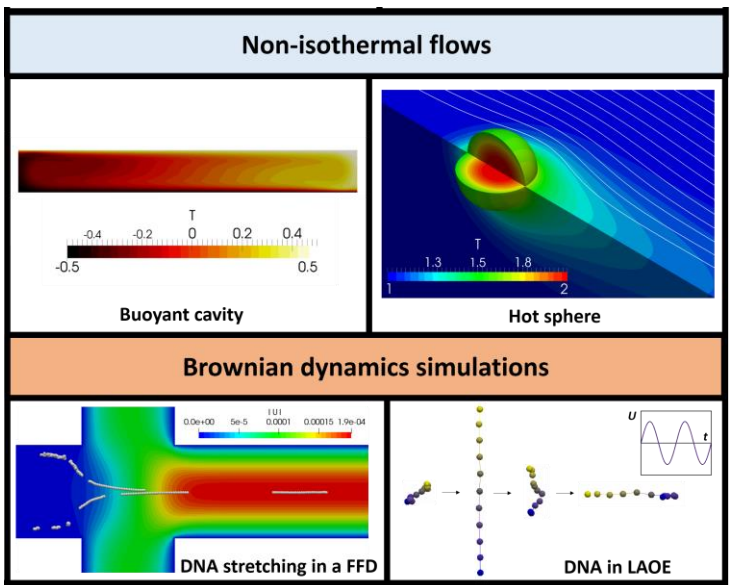 Non-isothermal flows
T
-0.4 -0.2 0 0.2 0.4
-0.5 0.5
Buoyant cavity
T
1.3 1.5 1.8
1 2
Hot sphere
Brownian dynamics simulations
|U|
0.0e+00 5e-5 0.0001 0.00015 1.9e-04
DNA stretching in a FFD
U
t
DNA in LAOE